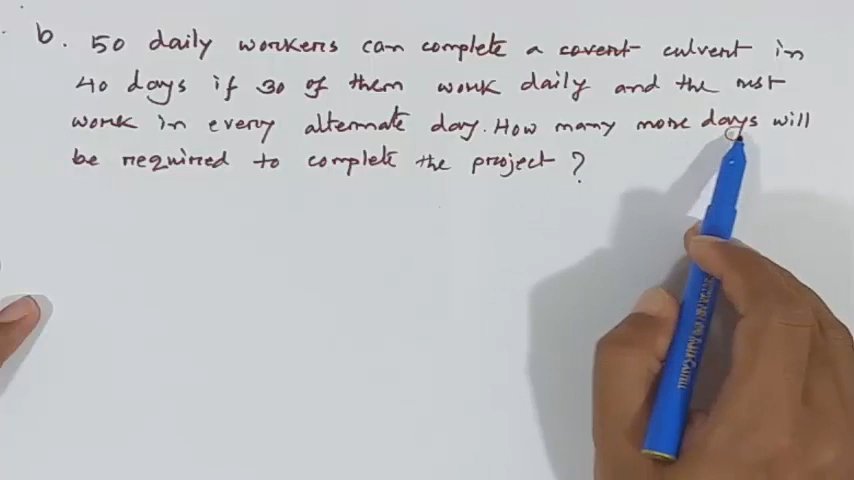 b. 50 daily workers can complete a covent culvert in
40 days if 30 of them work daily and the rest
work in every alternate day. How many more days will
be required to complete the project ?